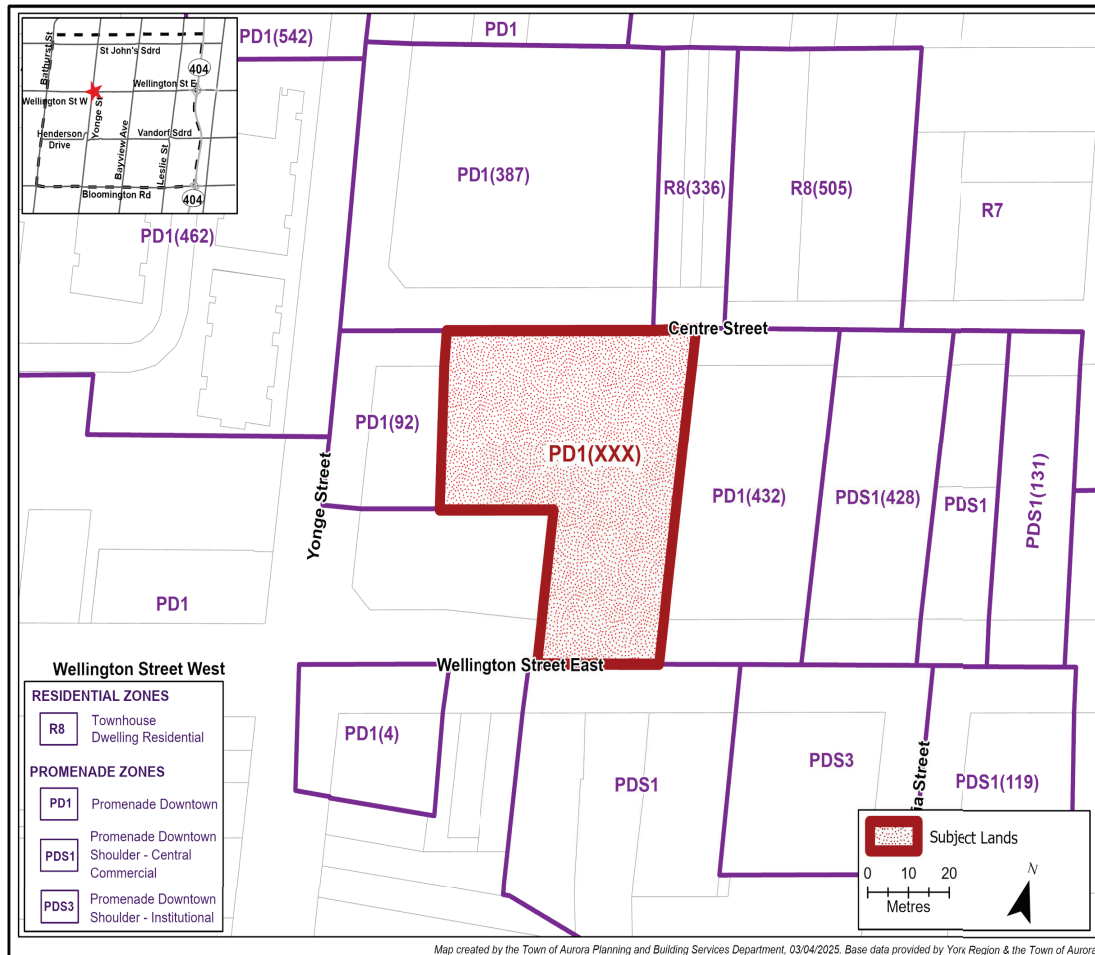 PD1(542)
PD1
Bathurst St
St John's Sdrd
404
Wellington St E
Wellington St W
Yonge St
Henderson
Drive
Vandorf Sdrd
Bayview Ave
Leslie St
Bloomington Rd
404
PD1(387)
R8(336)
R8(505)
R7
PD1(462)
Centre Street
PD1(92)
PD1(XXX)
PD1(432)
PDS1(428)
PDS1
PDS1(131)
Yonge Street
PD1
Wellington Street West
Wellington Street East
PD1(4)
PDS1
PDS3
ia Street
PDS1(119)
RESIDENTIAL ZONES
R8
Townhouse
Dwelling Residential
PROMENADE ZONES
PD1
Promenade Downtown
PDS1
Promenade Downtown
Shoulder - Central
Commercial
PDS3
Promenade Downtown
Shoulder - Institutional
Subject Lands
0 10 20
Metres
N
Map created by the Town of Aurora Planning and Building Services Department, 03/04/2025. Base data provided by York Region & the Town of Aurora